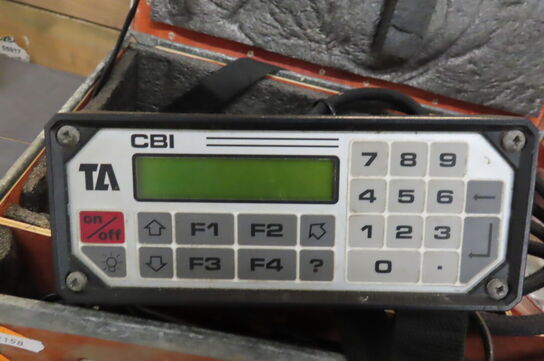 CBI
TA
7 8 9
4 5 6
on/off
F1 F2
1 2 3
F3 F4 ?
0 .